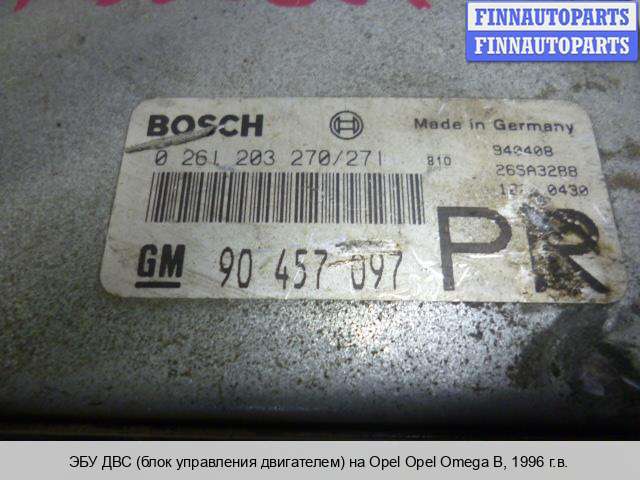 FINNAUTOPARTS
FINNAUTOPARTS
BOSCH
Made in Germany
0 261 203 270/271
810
940408
26SA3288
0430
GM
90 457 097
PR
ЭБУ ДВС (блок управления двигателем) на Opel Opel Omega B, 1996 г.в.